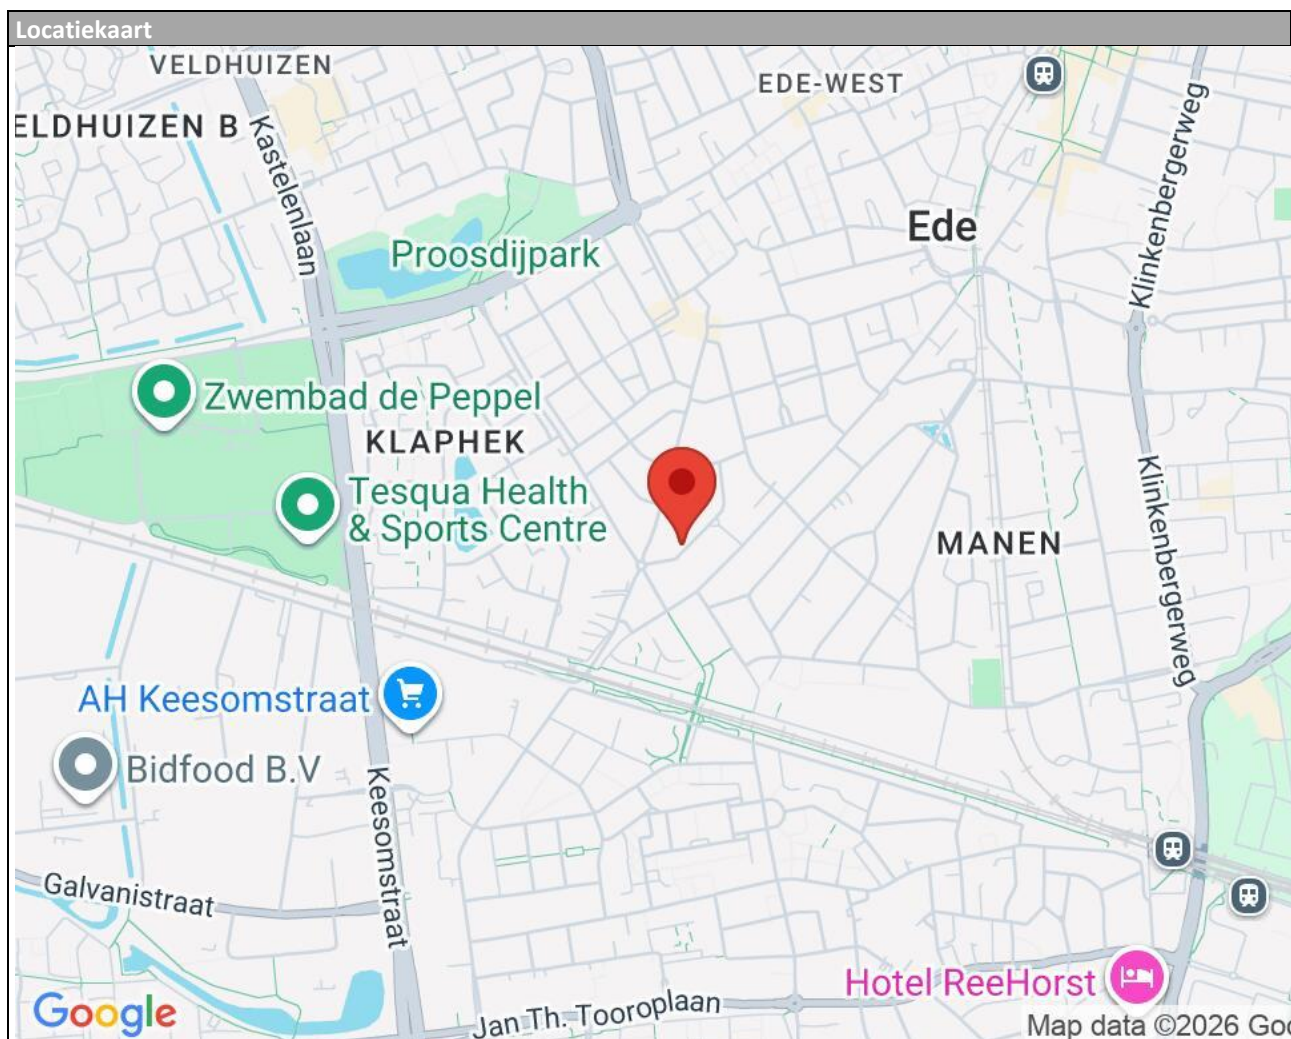 Locatiekaart
VELDHUIZEN
EDE-WEST
ELDHUIZEN B
Kastelenlaan
Klinkenbergerweg
Ede
Proosdijpark
Zwembad de Peppel
KLAPHEK
Tesqua Health
& Sports Centre
MANEN
Klinkenbergerweg
AH Keesomstraat
Bidfood B.V
Keesomstraat
Galvanistraat
Hotel ReeHorst
Jan Th. Tooroplaan
Google
Map data ©2026 Goo